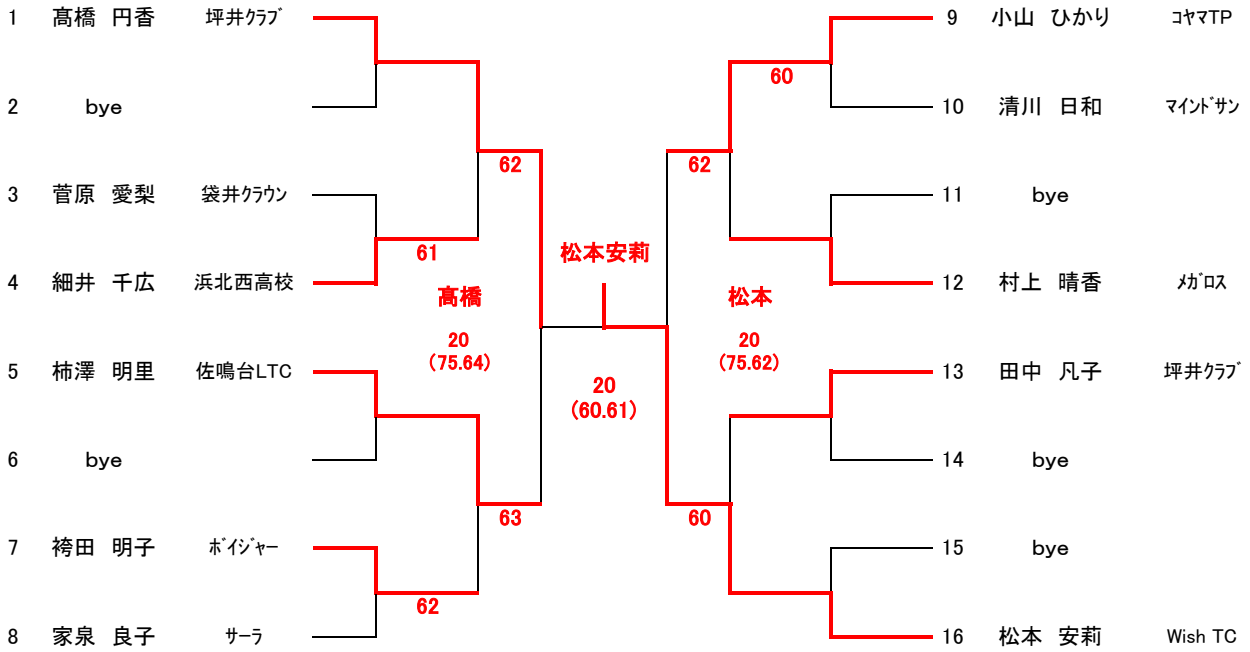 1 髙橋 円香 坪井クラブ
2 bye
3 菅原 愛梨 袋井クラウン
4 細井 千広 浜北西高校
5 柿澤 明里 佐鳴台LTC
6 bye
7 袴田 明子 ボイジャー
8 家泉 良子 サーラ
62
61
髙橋
20
(75.64)
63
62
松本安莉
20
(60.61)
60
62
松本
20
(75.62)
60
9 小山 ひかり コヤマTP
10 清川 日和 マインドサン
11 bye
12 村上 晴香 メガロス
13 田中 凡子 坪井クラブ
14 bye
15 bye
16 松本 安莉 Wish TC